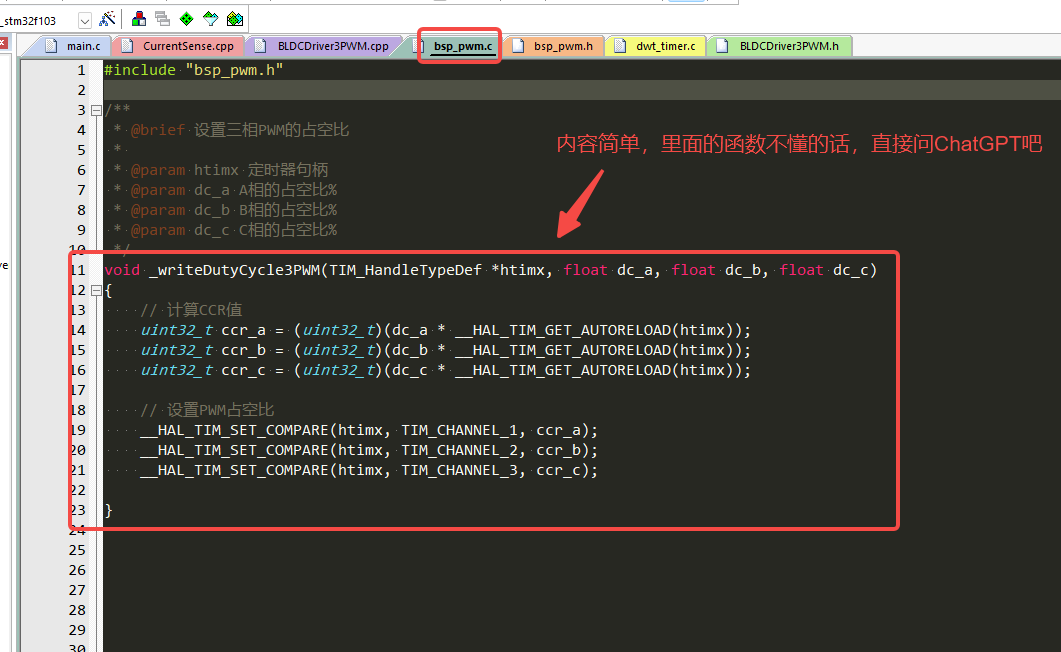 _stm32f103
main.c CurrentSense.cpp BLDCDriver3PWM.cpp bsp_pwm.c bsp_pwm.h dwt_timer.c BLDCDriver3PWM.h
1 #include "bsp_pwm.h"
2
3 /**
4 * @brief 设置三相PWM的占空比
内容简单，里面的函数不懂的话，直接问ChatGPT吧
5 *
6 * @param htimx 定时器句柄
7 * @param dc_a A相的占空比%
8 * @param dc_b B相的占空比%
9 * @param dc_c C相的占空比%
10 */
11 void _writeDutyCycle3PWM(TIM_HandleTypeDef *htimx, float dc_a, float dc_b, float dc_c)
12 {
13 // 计算CCR值
14 uint32_t ccr_a = (uint32_t)(dc_a * __HAL_TIM_GET_AUTORELOAD(htimx));
15 uint32_t ccr_b = (uint32_t)(dc_b * __HAL_TIM_GET_AUTORELOAD(htimx));
16 uint32_t ccr_c = (uint32_t)(dc_c * __HAL_TIM_GET_AUTORELOAD(htimx));
17
18 // 设置PWM占空比
19 __HAL_TIM_SET_COMPARE(htimx, TIM_CHANNEL_1, ccr_a);
20 __HAL_TIM_SET_COMPARE(htimx, TIM_CHANNEL_2, ccr_b);
21 __HAL_TIM_SET_COMPARE(htimx, TIM_CHANNEL_3, ccr_c);
22
23 }
24
25
26
27
28
29
30